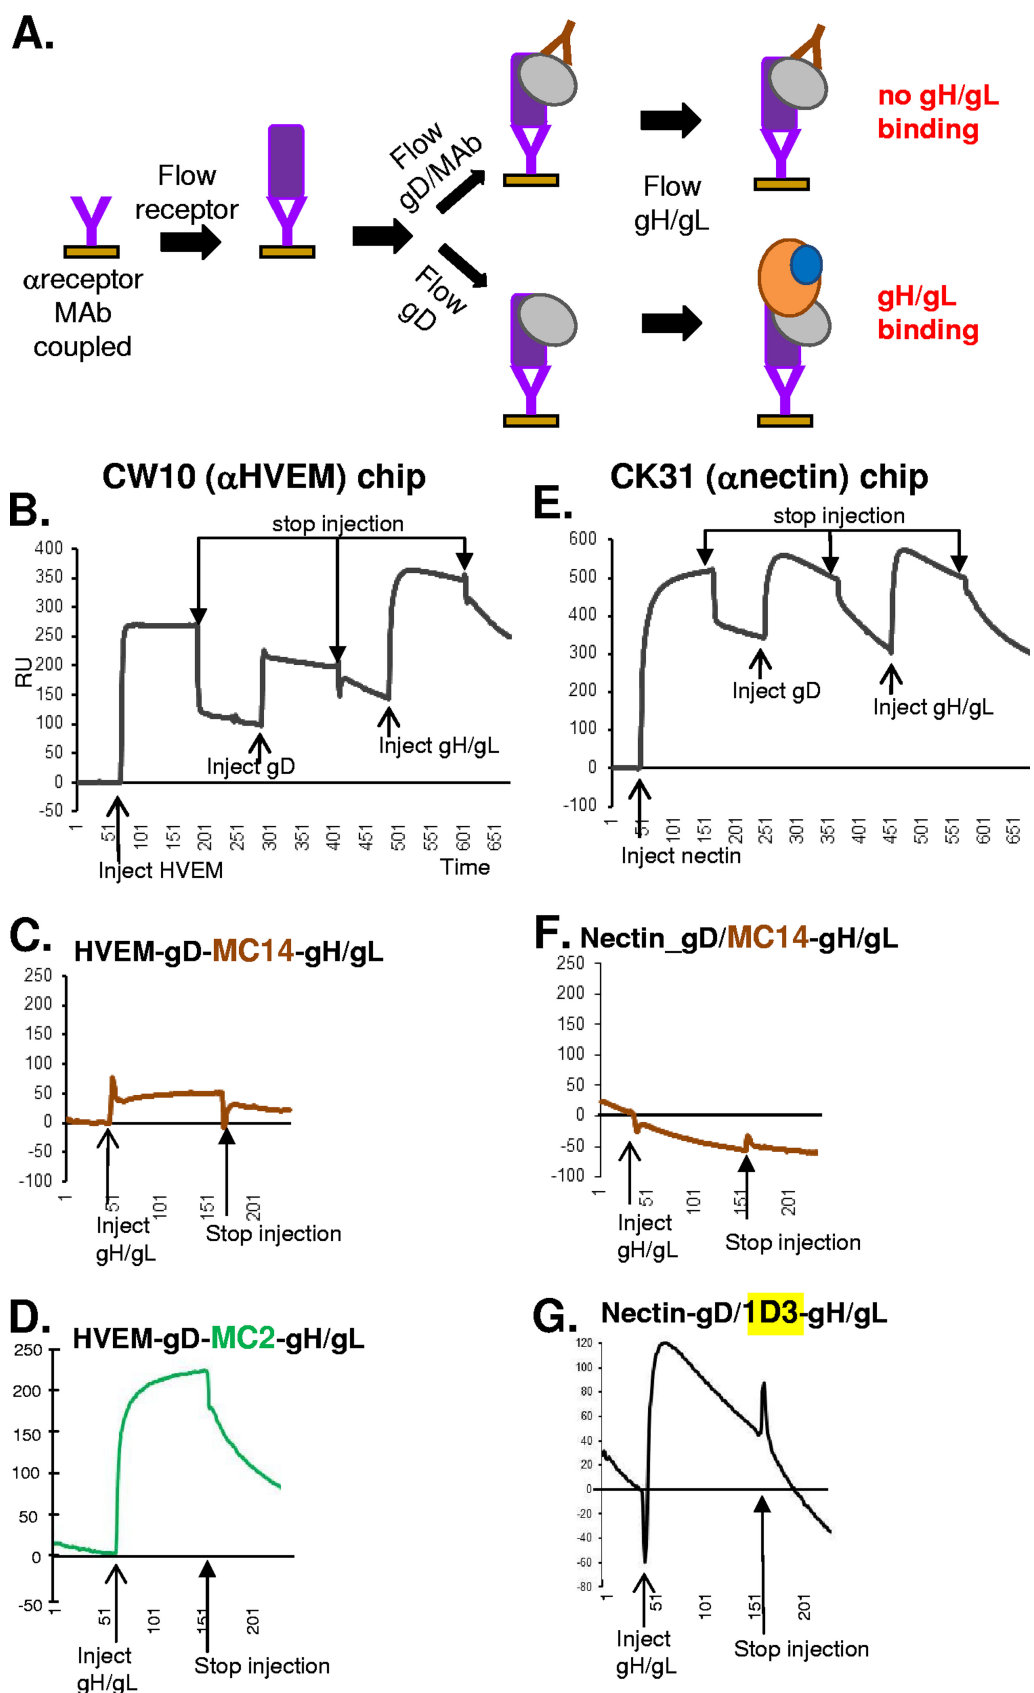 A.
Flow
receptor
αreceptor
MAb
coupled
Flow
gD/MAb
Flow
gD
Flow
gH/gL
no gH/gL
binding
gH/gL
binding
CW10 (αHVEM) chip
B.
stop injection
400
350
300
250
200
150
100
50
0
-50
RU
Inject gD
Inject gH/gL
1
51
101
151
201
251
301
351
401
451
501
551
601
651
Inject HVEM
Time
CK31 (αnectin) chip
E.
stop injection
600
500
400
300
200
100
0
-100
Inject gD
Inject gH/gL
1
51
101
151
201
251
301
351
401
451
501
551
601
651
Inject nectin
C.
HVEM-gD-MC14-gH/gL
250
200
150
100
50
0
-50
-100
1
51
101
151
201
Inject
gH/gL
Stop injection
F.
Nectin_gD/MC14-gH/gL
250
200
150
100
50
0
-50
-100
1
51
101
151
201
Inject
gH/gL
Stop injection
D.
HVEM-gD-MC2-gH/gL
250
200
150
100
50
0
-50
1
51
101
151
201
Inject
gH/gL
Stop injection
G.
Nectin-gD/1D3-gH/gL
120
100
80
60
40
20
0
-20
-40
-60
-80
1
51
101
151
201
Inject
gH/gL
Stop injection